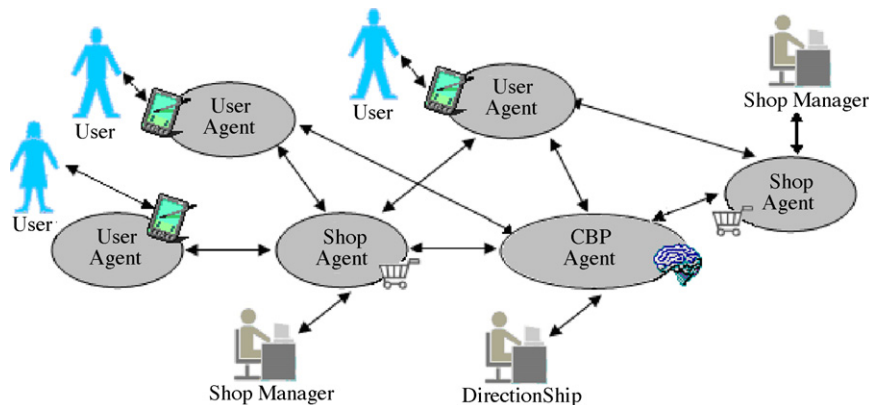 User
Agent
User
User
Agent
User
Shop Manager
User
User
Agent
Shop
Agent
CBP
Agent
Shop
Agent
Shop Manager
DirectionShip